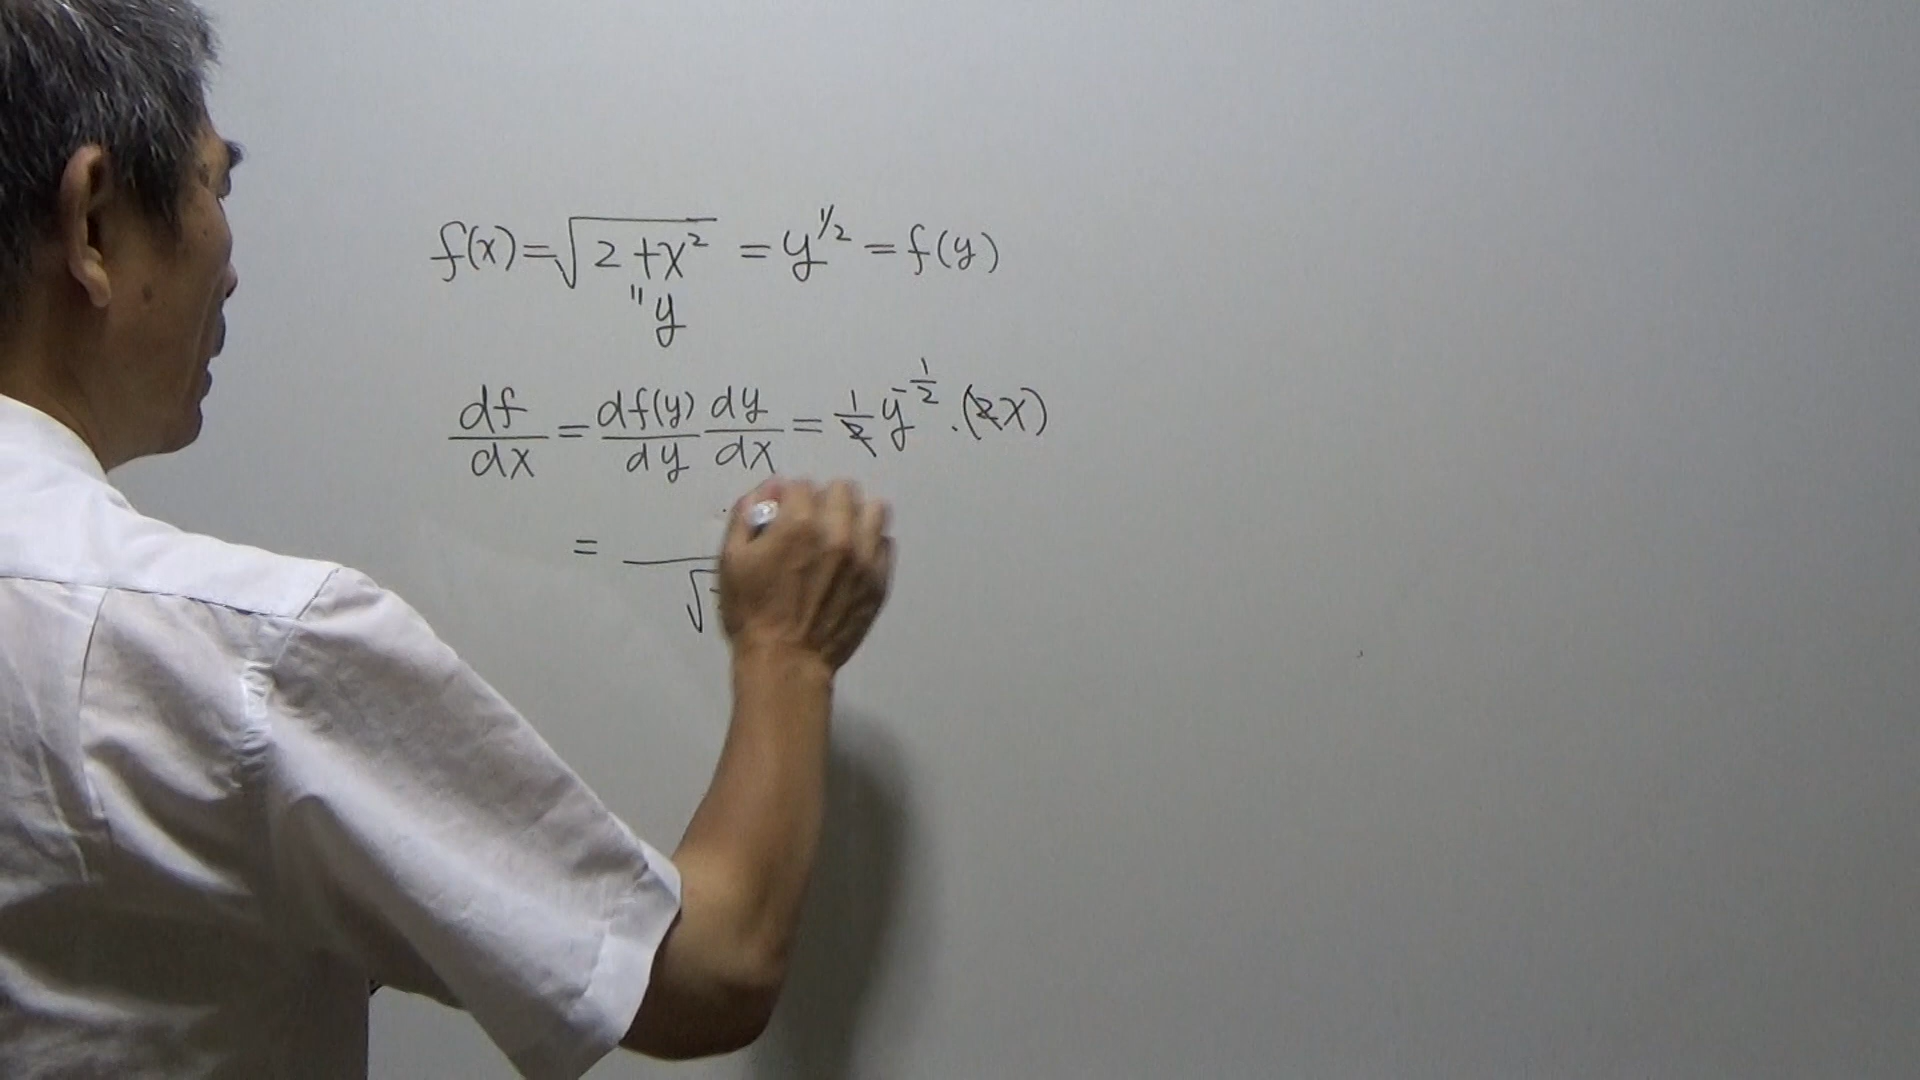 f(x)=√2+x² =y^1/2 =f(y)
"y
df/dx = df(y)/dy dy/dx = 1/2 y^-1/2 .(2x)
= /√